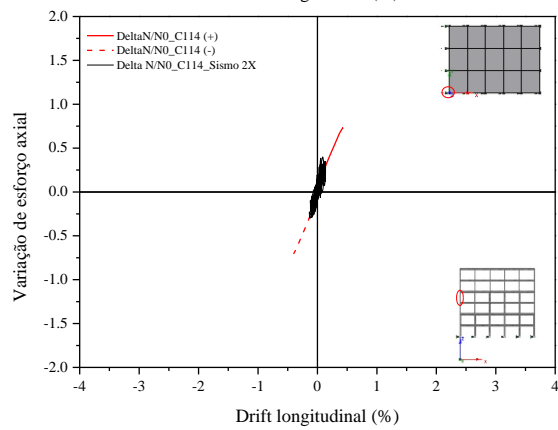 DeltaN/N0_C114 (+)
DeltaN/N0_C114 (-)
Delta N/N0_C114_Sismo 2X
Variação de esforço axial
2.0
1.5
1.0
0.5
0.0
-0.5
-1.0
-1.5
-2.0
-4
-3
-2
-1
0
1
2
3
4
Drift longitudinal (%)
x
x